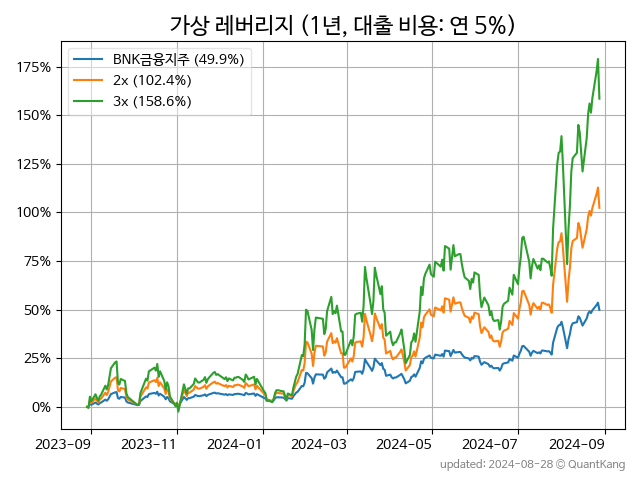 가상 레버리지 (1년, 대출 비용: 연 5%)
BNK금융지주 (49.9%)
2x (102.4%)
3x (158.6%)
175%
150%
125%
100%
75%
50%
25%
0%
2023-09 2023-11 2024-01 2024-03 2024-05 2024-07 2024-09
updated: 2024-08-28 © QuantKang